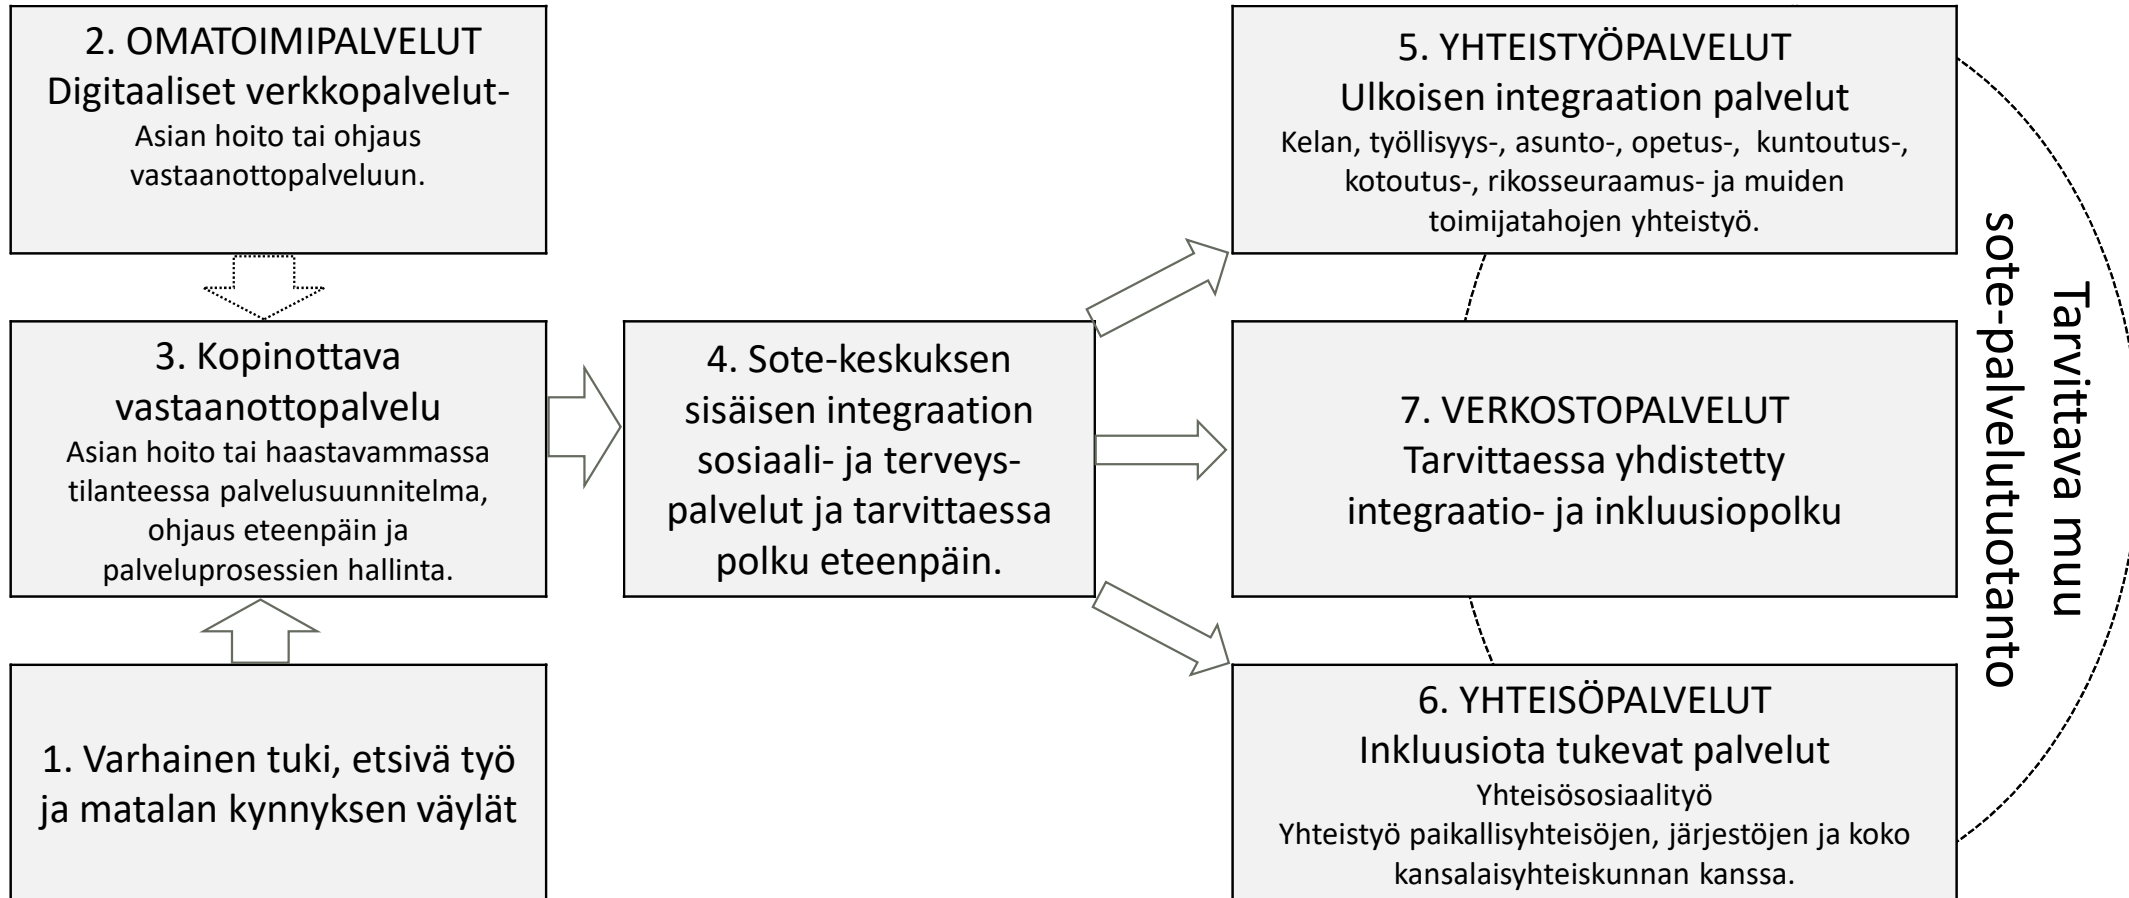 2. OMATOIMIPALVELUT
Digitaaliset verkkopalvelut-
Asian hoito tai ohjaus
vastaanottopalveluun.
3. Kopinottava
vastaanottopalvelu
Asian hoito tai haastavammassa
tilanteessa palvelusuunnitelma,
ohjaus eteenpäin ja
palveluprosessien hallinta.
1. Varhainen tuki, etsivä työ
ja matalan kynnyksen väylät
4. Sote-keskuksen
sisäisen integraation
sosiaali- ja terveys-
palvelut ja tarvittaessa
polku eteenpäin.
5. YHTEISTYÖPALVELUT
Ulkoisen integraation palvelut
Kelan, työllisyys-, asunto-, opetus-, kuntoutus-,
kotoutus-, rikosseuraamus- ja muiden
toimijatahojen yhteistyö.
7. VERKOSTOPALVELUT
Tarvittaessa yhdistetty
integraatio- ja inkluusiopolku
6. YHTEISÖPALVELUT
Inkluusiota tukevat palvelut
Yhteisösosiaalityö
Yhteistyö paikallisyhteisöjen, järjestöjen ja koko
kansalaisyhteiskunnan kanssa.
Tarvittava muu
sote-palvelutuotanto